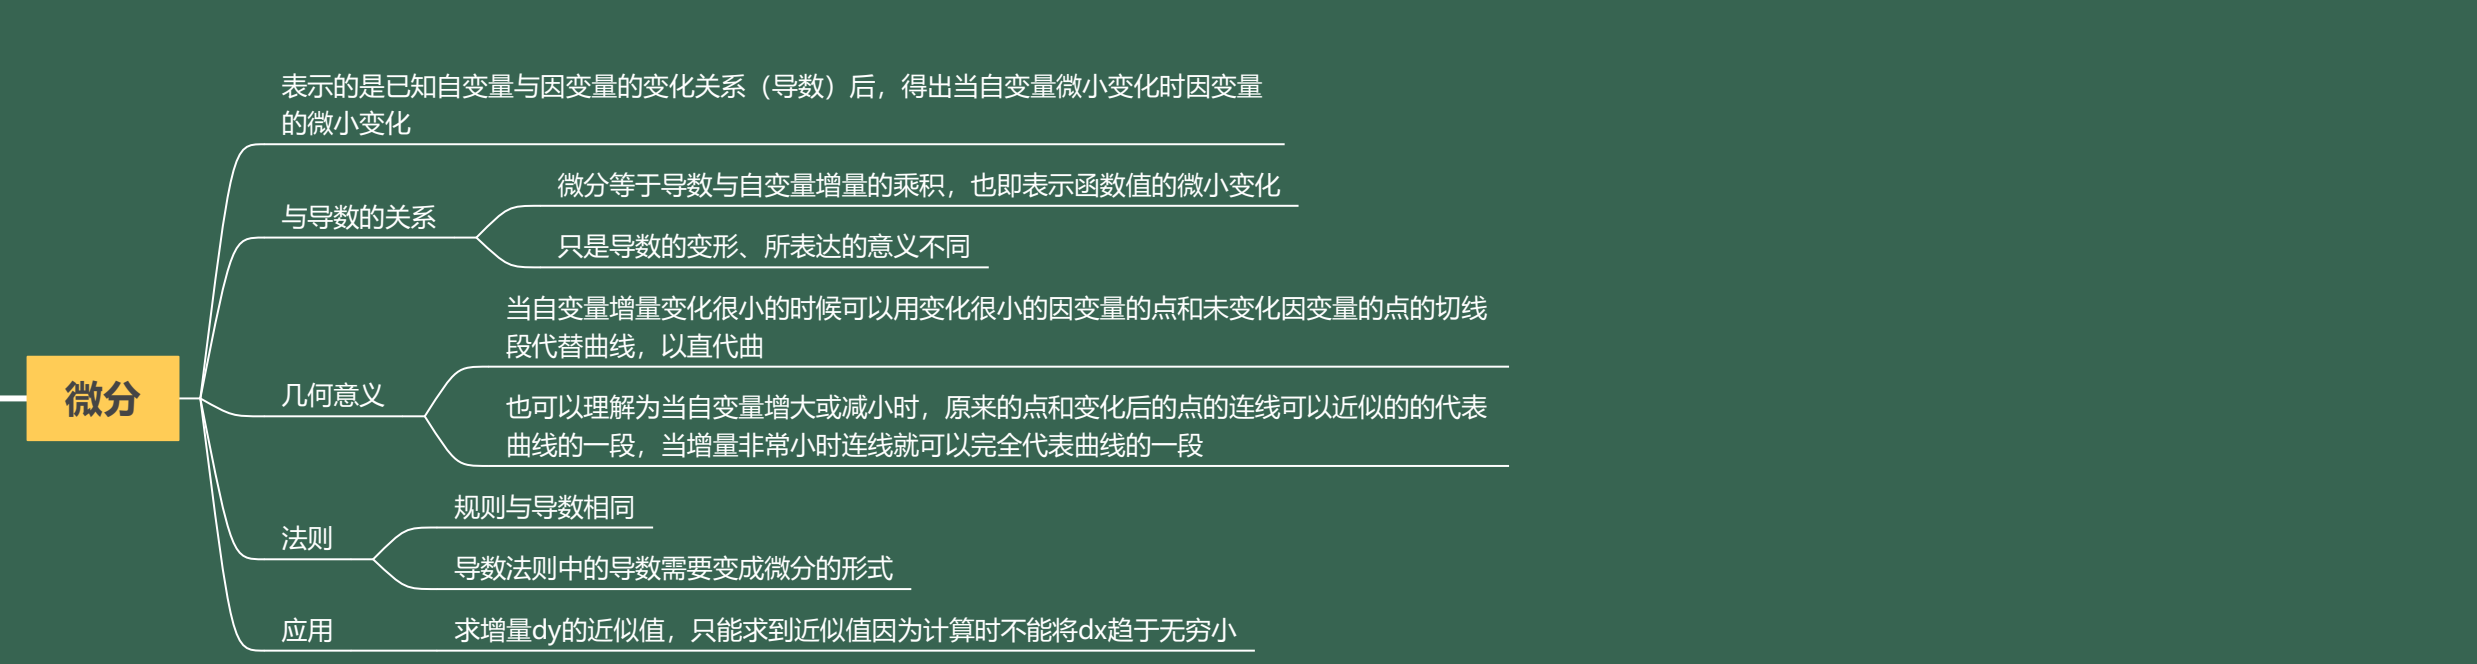 表示的是已知自变量与因变量的变化关系（导数）后，得出当自变量微小变化时因变量
的微小变化
与导数的关系
微分等于导数与自变量增量的乘积，也即表示函数值的微小变化
只是导数的变形、所表达的意义不同
微分
几何意义
当自变量增量变化很小的时候可以用变化很小的因变量的点和未变化因变量的点的切线
段代替曲线，以直代曲
也可以理解为当自变量增大或减小时，原来的点和变化后的点的连线可以近似的的代表
曲线的一段，当增量非常小时连线就可以完全代表曲线的一段
法则
规则与导数相同
导数法则中的导数需要变成微分的形式
应用
求增量dy的近似值，只能求到近似值因为计算时不能将dx趋于无穷小